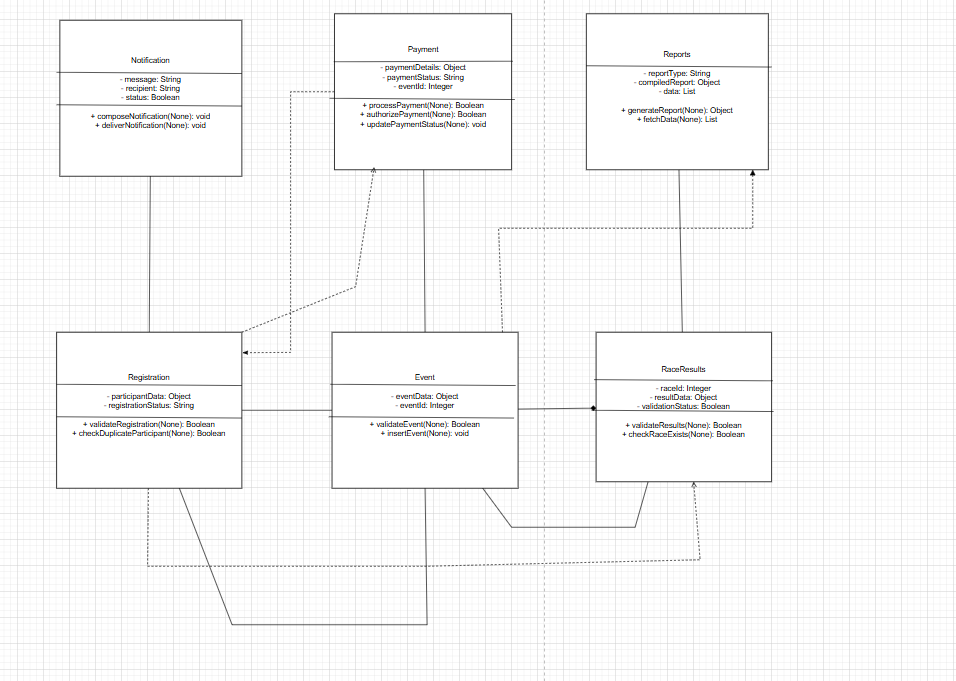 Notification
- message: String
- recipient: String
- status: Boolean
+ composeNotification(None): void
+ deliverNotification(None): void
Payment
- paymentDetails: Object
- paymentStatus: String
- eventId: Integer
+ processPayment(None): Boolean
+ authorizePayment(None): Boolean
+ updatePaymentStatus(None): void
Reports
- reportType: String
- compiledReport: Object
- data: List
+ generateReport(None): Object
+ fetchData(None): List
Registration
- participantData: Object
- registrationStatus: String
+ validateRegistration(None): Boolean
+ checkDuplicateParticipant(None): Boolean
Event
- eventData: Object
- eventId: Integer
+ validateEvent(None): Boolean
+ insertEvent(None): void
RaceResults
- raceId: Integer
- resultData: Object
- validationStatus: Boolean
+ validateResults(None): Boolean
+ checkRaceExists(None): Boolean